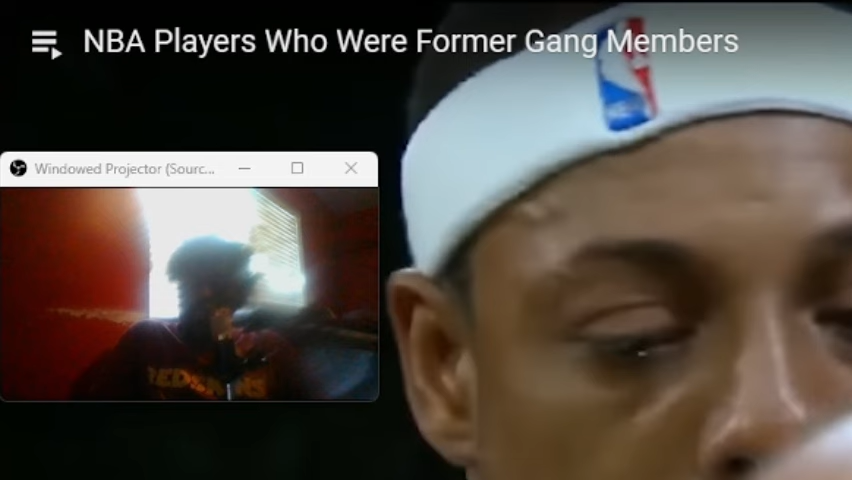 NBA Players Who Were Former Gang Members
Windowed Projector (Sourc...
REDSKINS